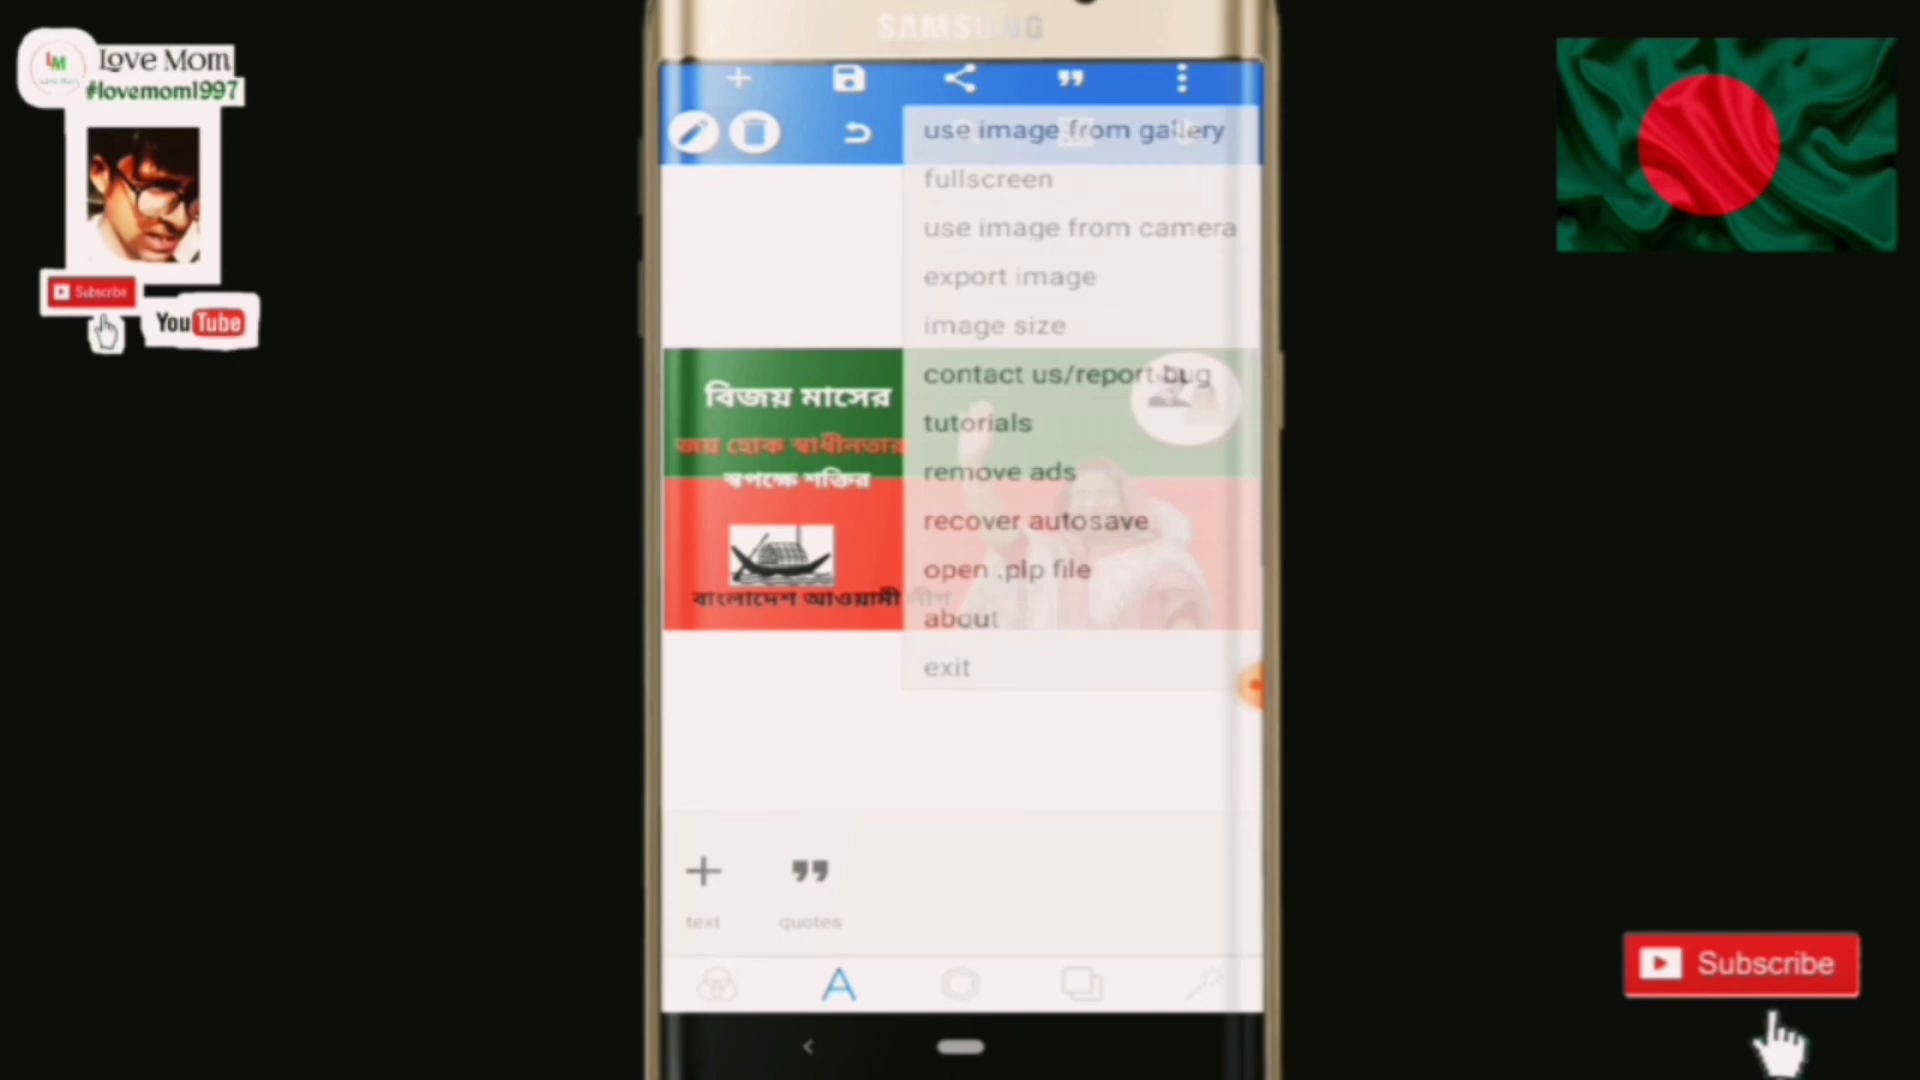 SAMSUNG
LM
Love Mom
#lovemom1997
Subscribe
YouTube
use image from gallery
fullscreen
use image from camera
export image
image size
contact us/report bug
tutorials
remove ads
recover autosave
open .plp file
about
exit
বিজয় মাসের
জয় হোক স্বাধীনতার
স্বপক্ষে শক্তির
বাংলাদেশ আওয়ামী লীগ
text
quotes
Subscribe